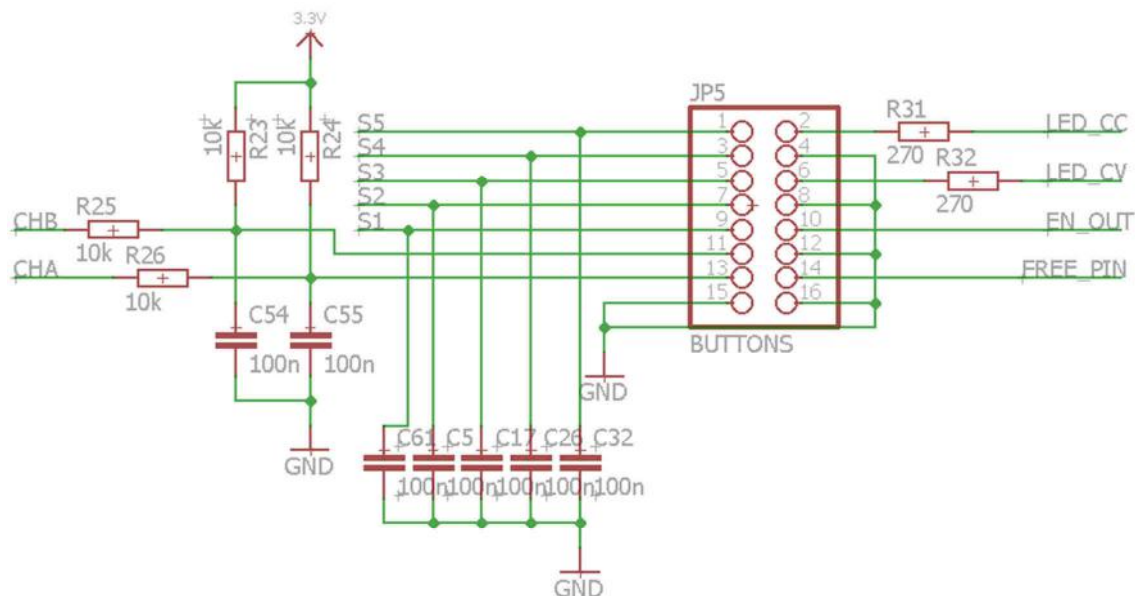 3.3V
JP5
10k
R23
10k
R24
S5
1
2
R31
LED_CC
S4
3
4
270
R32
S3
5
6
LED_CV
S2
7
8
270
CHB
R25
S1
9
10
EN_OUT
10k
R26
11
12
CHA
13
14
FREE_PIN
10k
15
16
C54
C55
100n
100n
BUTTONS
GND
C61
C5
C17
C26
C32
GND
100n
100n
100n
100n
100n
GND